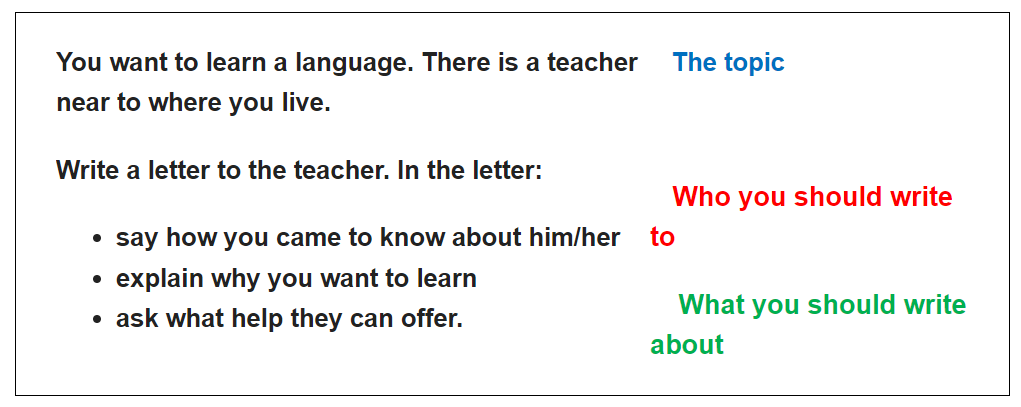 You want to learn a language. There is a teacher
near to where you live.
The topic
Write a letter to the teacher. In the letter:
Who you should write
to
• say how you came to know about him/her
• explain why you want to learn
• ask what help they can offer.
What you should write
about